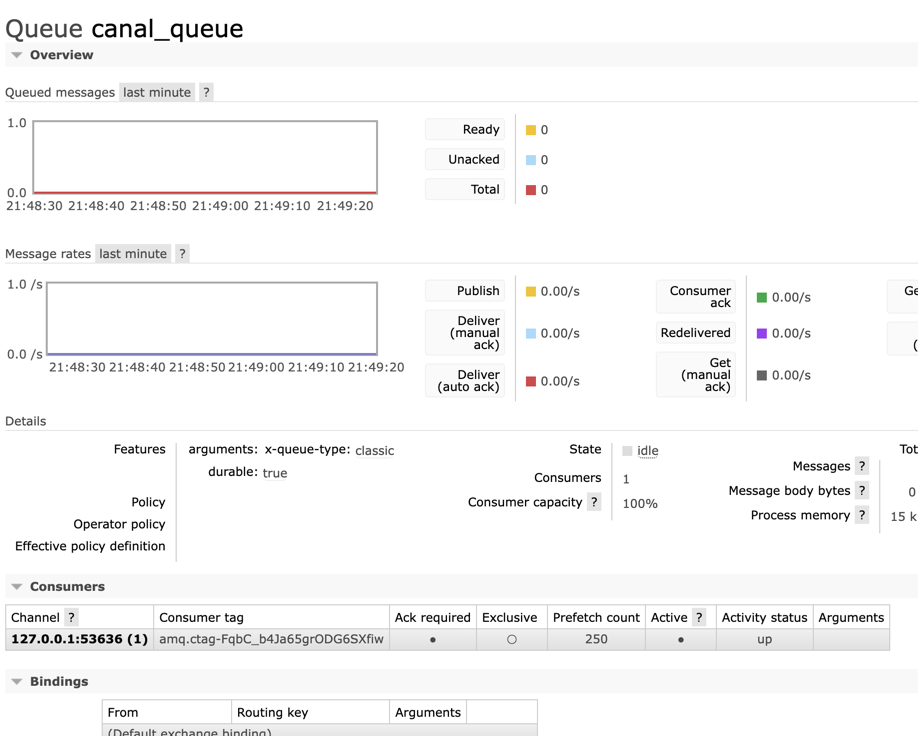 Queue canal_queue
Overview
Queued messages last minute ?
1.0
0.0
21:48:30 21:48:40 21:48:50 21:49:00 21:49:10 21:49:20
Ready 0
Unacked 0
Total 0
Message rates last minute ?
1.0 /s
0.0 /s
21:48:30 21:48:40 21:48:50 21:49:00 21:49:10 21:49:20
Publish 0.00/s
Deliver (manual ack) 0.00/s
Deliver (auto ack) 0.00/s
Consumer ack 0.00/s
Redelivered 0.00/s
Get (manual ack) 0.00/s
Ge
(
Details
Features arguments: x-queue-type: classic
durable: true
Policy
Operator policy
Effective policy definition
State idle
Consumers 1
Consumer capacity ? 100%
Tot
Messages ?
Message body bytes ? 0
Process memory ? 15 k
Consumers
Channel ? Consumer tag Ack required Exclusive Prefetch count Active ? Activity status Arguments
127.0.0.1:53636 (1) amq.ctag-FqbC_b4Ja65grODG6SXfiw ● ○ 250 ● up
Bindings
From Routing key Arguments
(Default exchange binding)